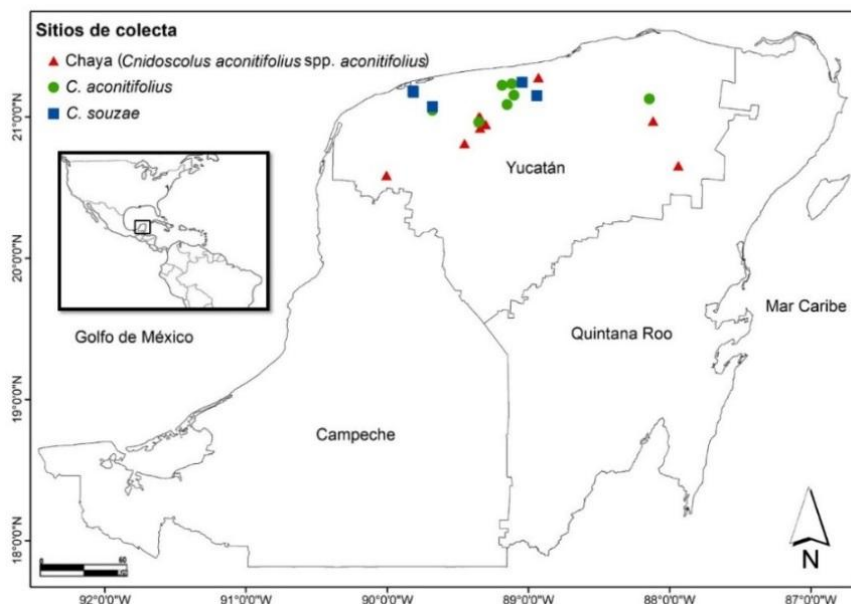 Sitios de colecta
Chaya (Cnidoscolus aconitifolius spp. aconitifolius)
C. aconitifolius
C. souzae
21°0'0"N
20°0'0"N
19°0'0"N
18°0'0"N
Yucatán
Golfo de México
Quintana Roo
Mar Caribe
Campeche
N
92°0'0"W
91°0'0"W
90°0'0"W
89°0'0"W
88°0'0"W
87°0'0"W